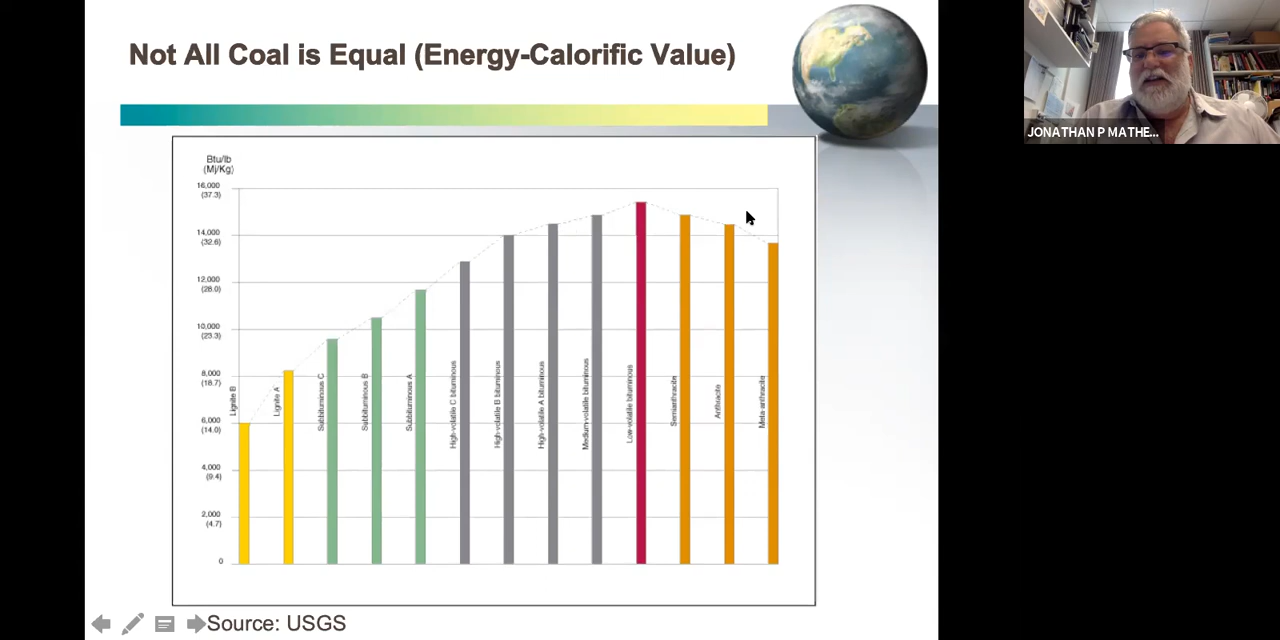 Not All Coal is Equal (Energy-Calorific Value)
JONATHAN P MATHE...
Btu/lb
(Mj/Kg)
16,000
(37.3)
14,000
(32.6)
12,000
(28.0)
10,000
(23.3)
8,000
(18.7)
6,000
(14.0)
4,000
(9.4)
2,000
(4.7)
0
Lignite B
Lignite A
Subbituminous C
Subbituminous B
Subbituminous A
High-volatile C bituminous
High-volatile B bituminous
High-volatile A bituminous
Medium-volatile bituminous
Low-volatile bituminous
Semianthracite
Anthracite
Meta-anthracite
Source: USGS